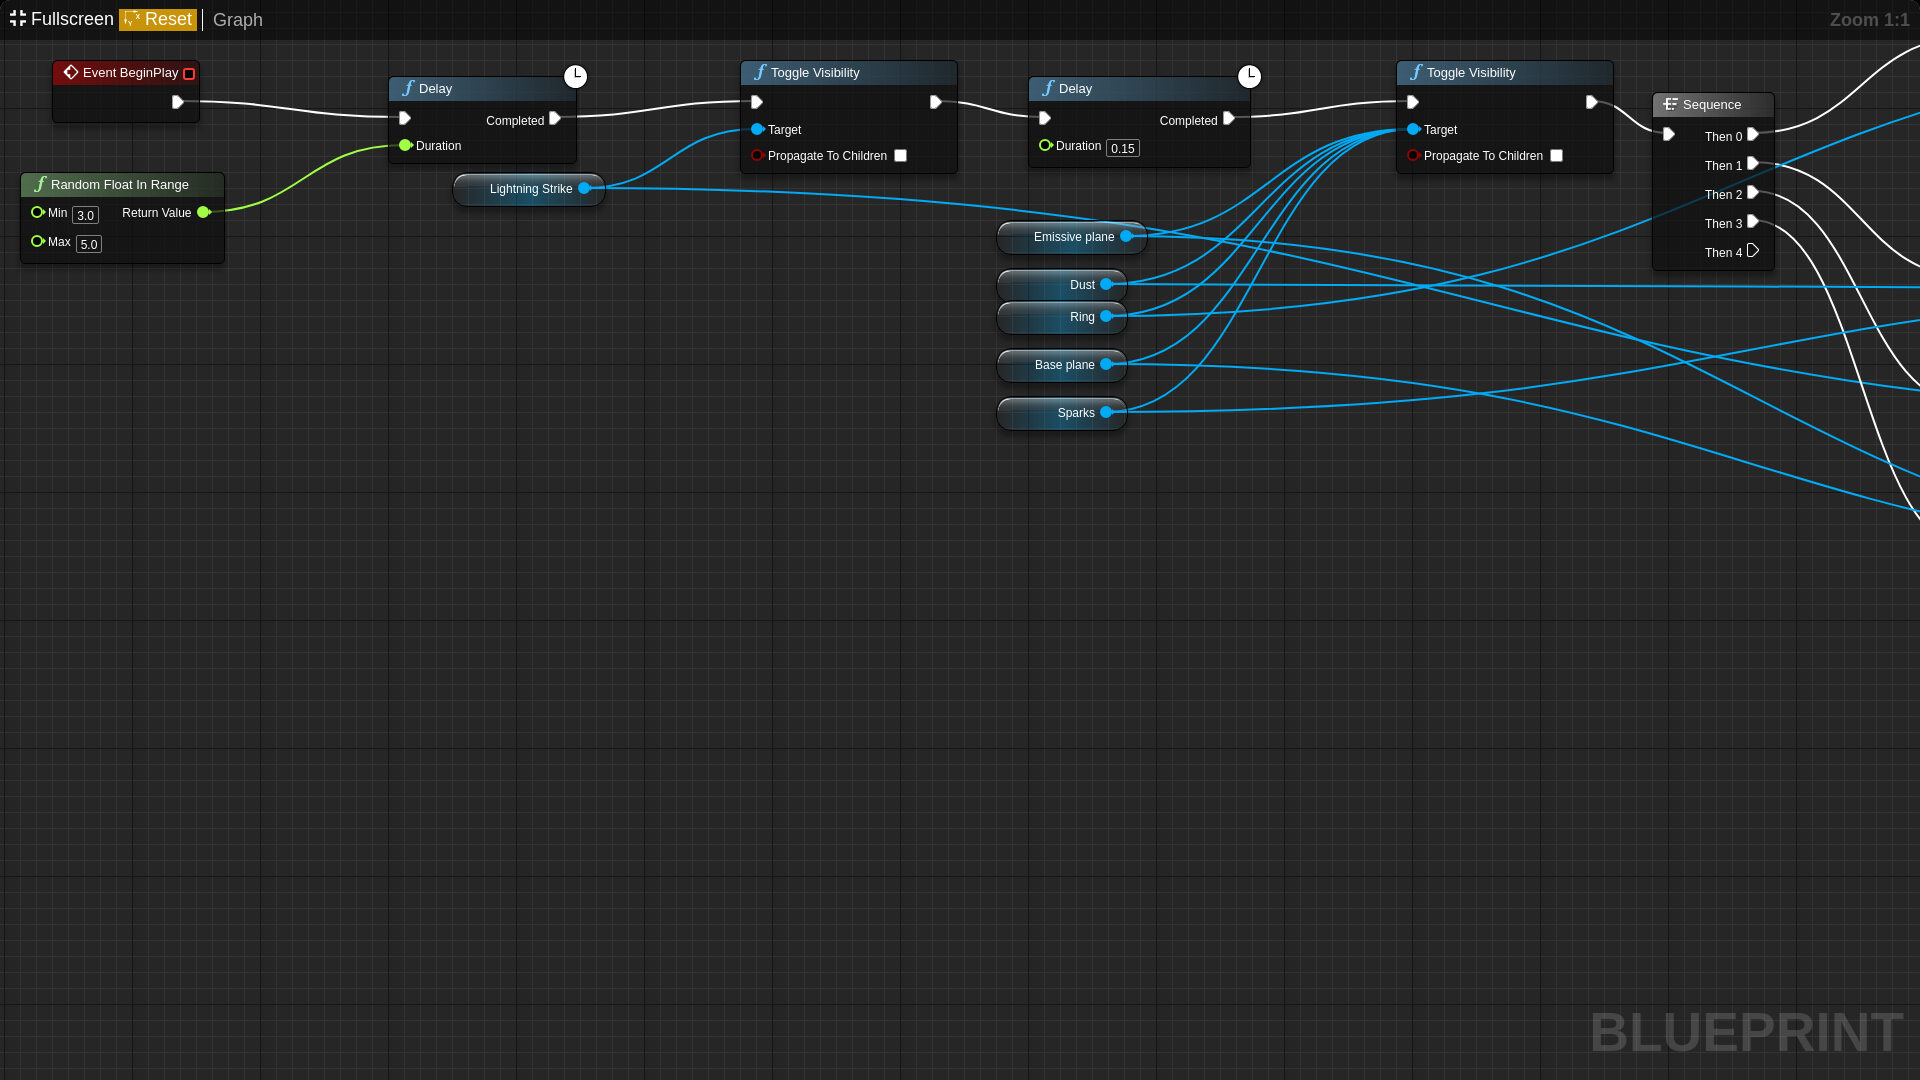 Fullscreen Reset Graph Zoom 1:1
Event BeginPlay
Delay
Completed
Duration
Random Float In Range
Min 3.0 Return Value
Max 5.0
Lightning Strike
Toggle Visibility
Target
Propagate To Children
Delay
Completed
Duration 0.15
Toggle Visibility
Target
Propagate To Children
Sequence
Then 0
Then 1
Then 2
Then 3
Then 4
Emissive plane
Dust
Ring
Base plane
Sparks
BLUEPRINT